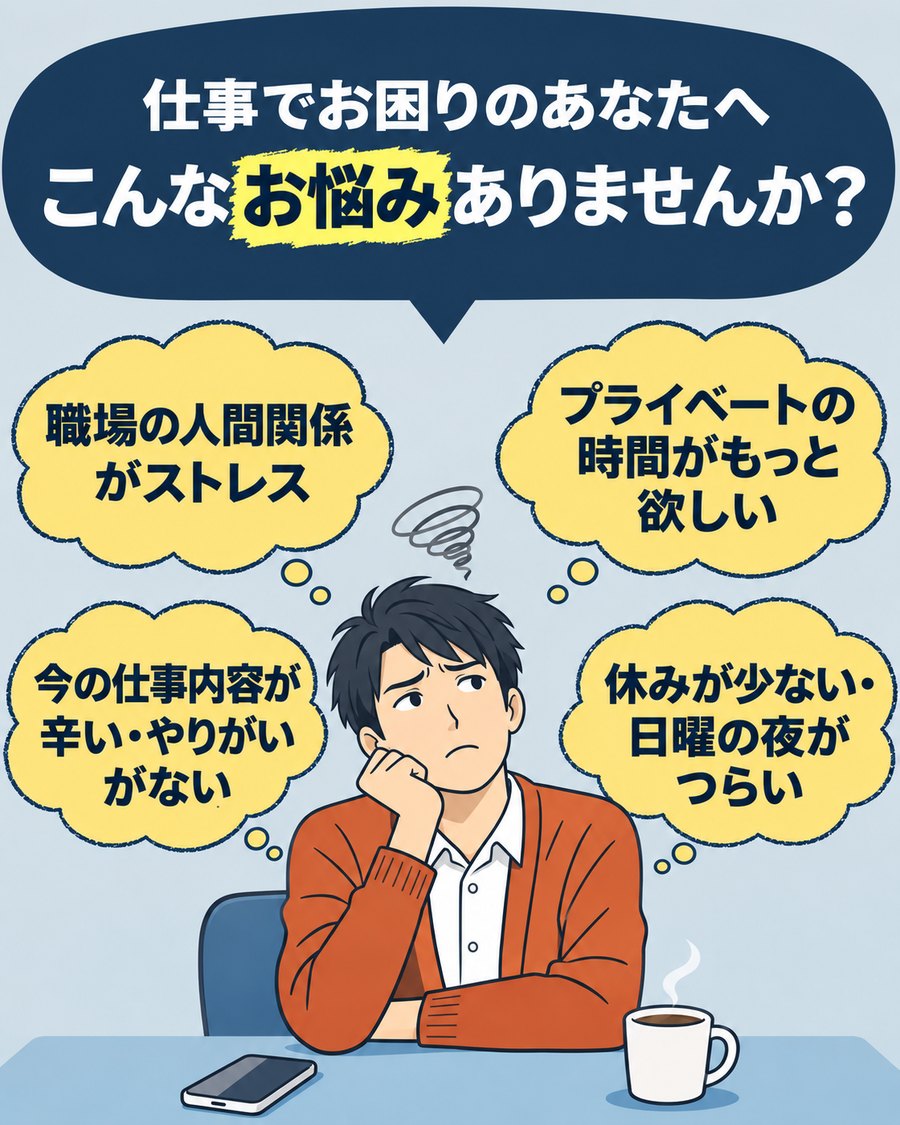 仕事でお困りのあなたへ
こんなお悩みありませんか？
職場の人間関係
がストレス
プライベートの
時間がもっと
欲しい
今の仕事内容が
辛い・やりがい
がない
休みが少ない・
日曜の夜が
つらい